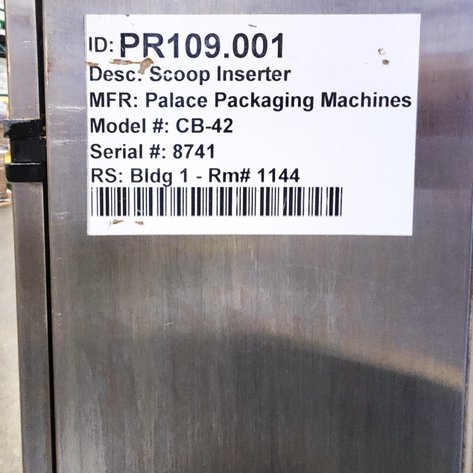 ID: PR109.001
Desc: Scoop Inserter
MFR: Palace Packaging Machines
Model #: CB-42
Serial #: 8741
RS: Bldg 1 - Rm# 1144